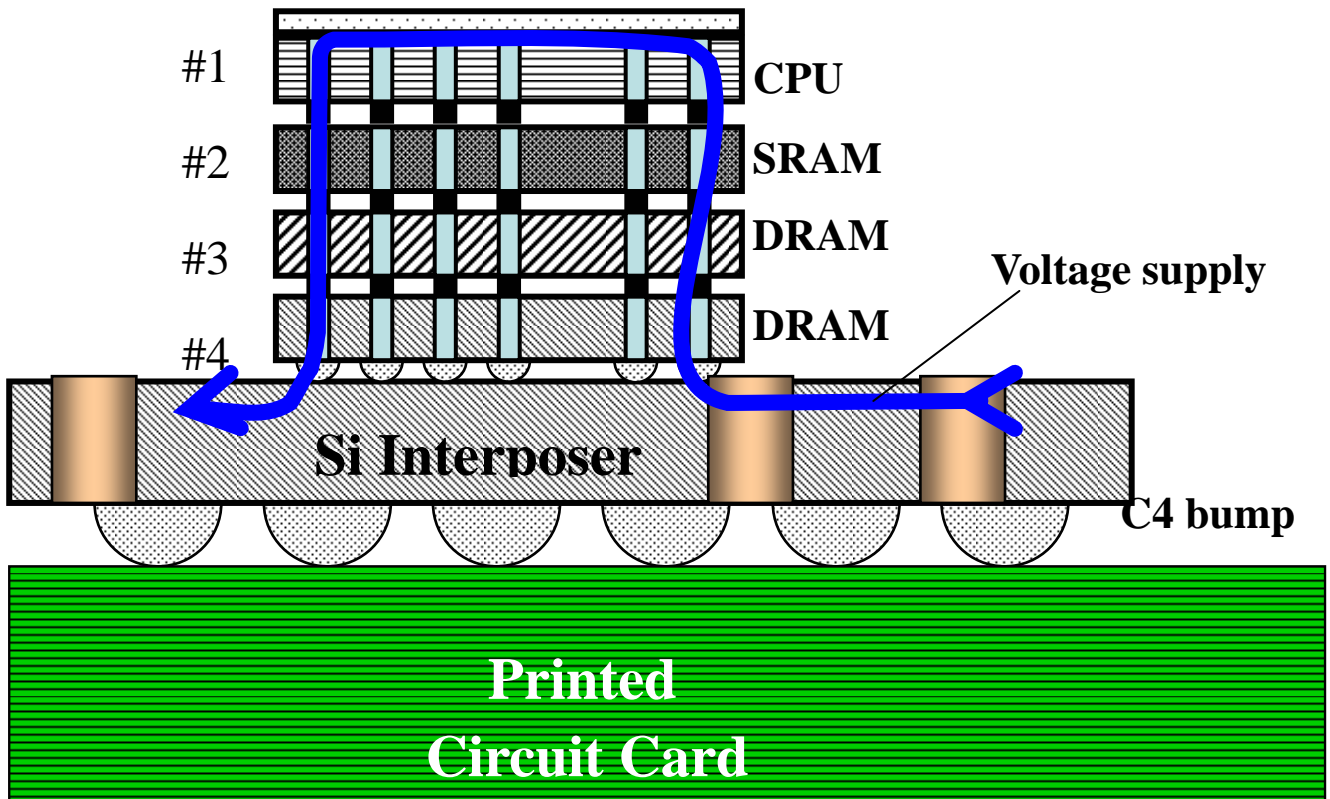 #1
CPU
#2
SRAM
#3
DRAM
Voltage supply
#4
DRAM
Si Interposer
C4 bump
Printed
Circuit Card